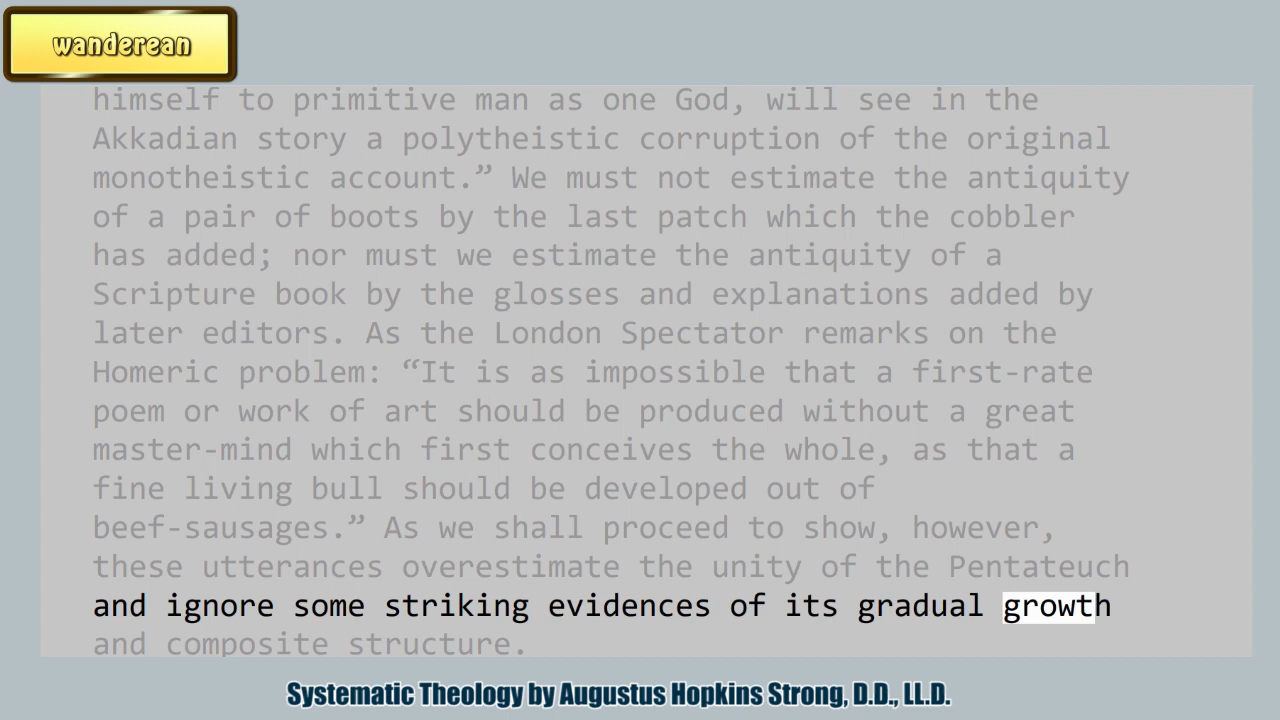 wanderean
himself to primitive man as one God, will see in the
Akkadian story a polytheistic corruption of the original
monotheistic account.” We must not estimate the antiquity
of a pair of boots by the last patch which the cobbler
has added; nor must we estimate the antiquity of a
Scripture book by the glosses and explanations added by
later editors. As the London Spectator remarks on the
Homeric problem: “It is as impossible that a first-rate
poem or work of art should be produced without a great
master-mind which first conceives the whole, as that a
fine living bull should be developed out of
beef-sausages.” As we shall proceed to show, however,
these utterances overestimate the unity of the Pentateuch
and ignore some striking evidences of its gradual growth
and composite structure.
Systematic Theology by Augustus Hopkins Strong, D.D., LL.D.